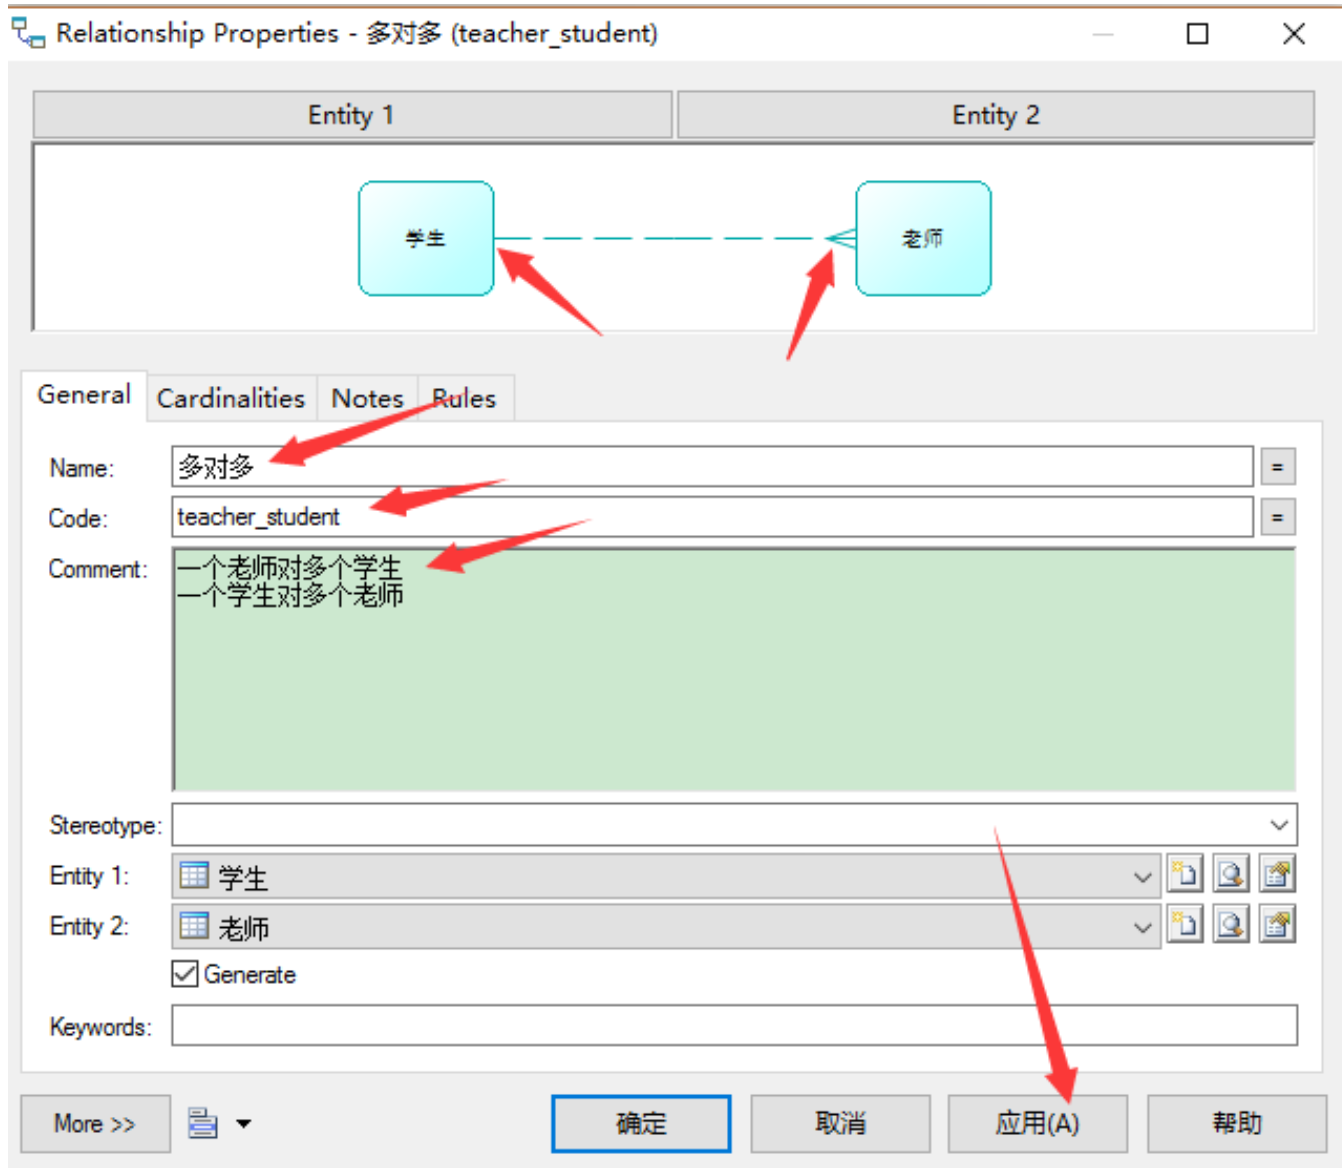 Relationship Properties - 多对多 (teacher_student)
Entity 1 Entity 2
学生 老师
General Cardinalities Notes Rules
Name: 多对多 =
Code: teacher_student =
Comment: 一个老师对多个学生
一个学生对多个老师
Stereotype:
Entity 1: 学生
Entity 2: 老师
Generate
Keywords:
More >> 确定 取消 应用(A) 帮助